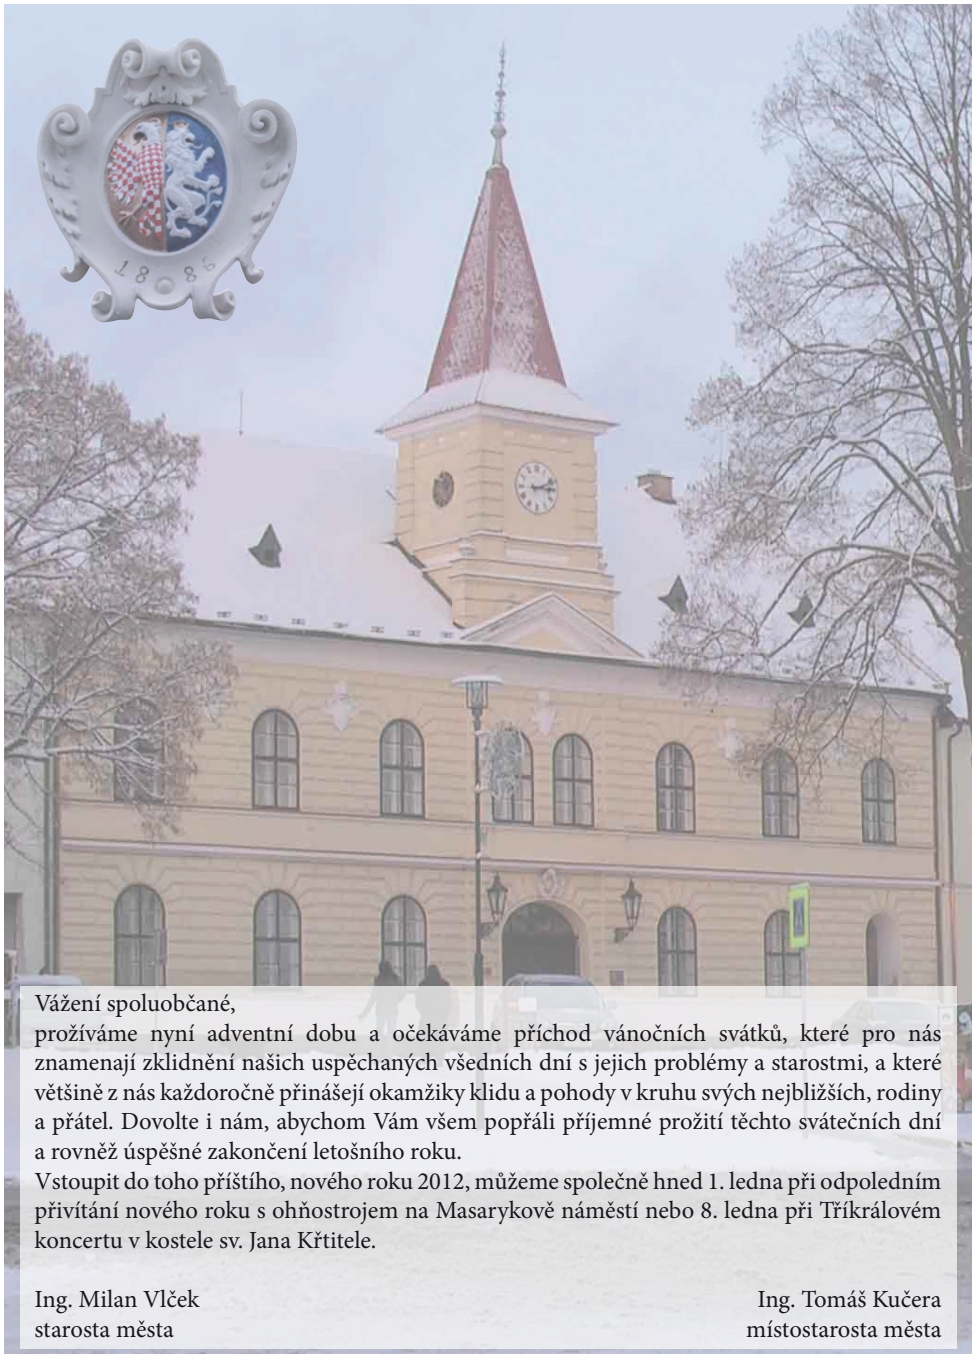 1886
Vážení spoluobčané,
prožíváme nyní adventní dobu a očekáváme příchod vánočních svátků, které pro nás
znamenají zklidnění našich uspěchaných všedních dní s jejich problémy a starostmi, a které
většině z nás každoročně přinášejí okamžiky klidu a pohody v kruhu svých nejbližších, rodiny
a přátel. Dovolte i nám, abychom Vám všem popřáli příjemné prožití těchto svátečních dní
a rovněž úspěšné zakončení letošního roku.
Vstoupit do toho příštího, nového roku 2012, můžeme společně hned 1. ledna při odpoledním
přivítání nového roku s ohňostrojem na Masarykově náměstí nebo 8. ledna při Tříkrálovém
koncertu v kostele sv. Jana Křtitele.
Ing. Milan Vlček
starosta města
Ing. Tomáš Kučera
místostarosta města